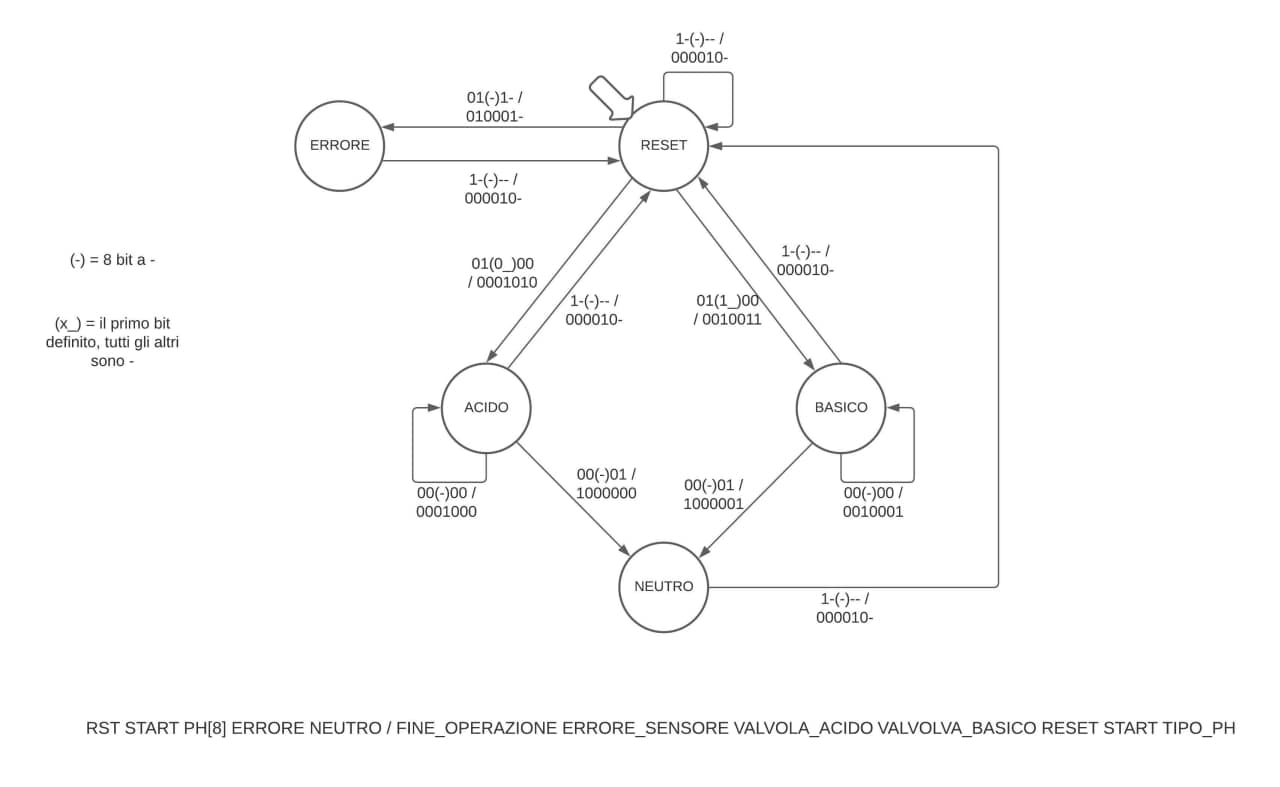 1-(-)-- /
000010-
01(-)1- /
010001-
ERRORE
RESET
1-(-)-- /
000010-
(-) = 8 bit a -
(x_) = il primo bit
definito, tutti gli altri
sono -
01(0_)00
/ 0001010
1-(-)-- /
000010-
01(1_)00
/ 0010011
1-(-)-- /
000010-
ACIDO
BASICO
00(-)00 /
0001000
00(-)01 /
1000000
00(-)01 /
1000001
00(-)00 /
0010001
NEUTRO
1-(-)-- /
000010-
RST START PH[8] ERRORE NEUTRO / FINE_OPERAZIONE ERRORE_SENSORE VALVOLA_ACIDO VALVOLVA_BASICO RESET START TIPO_PH